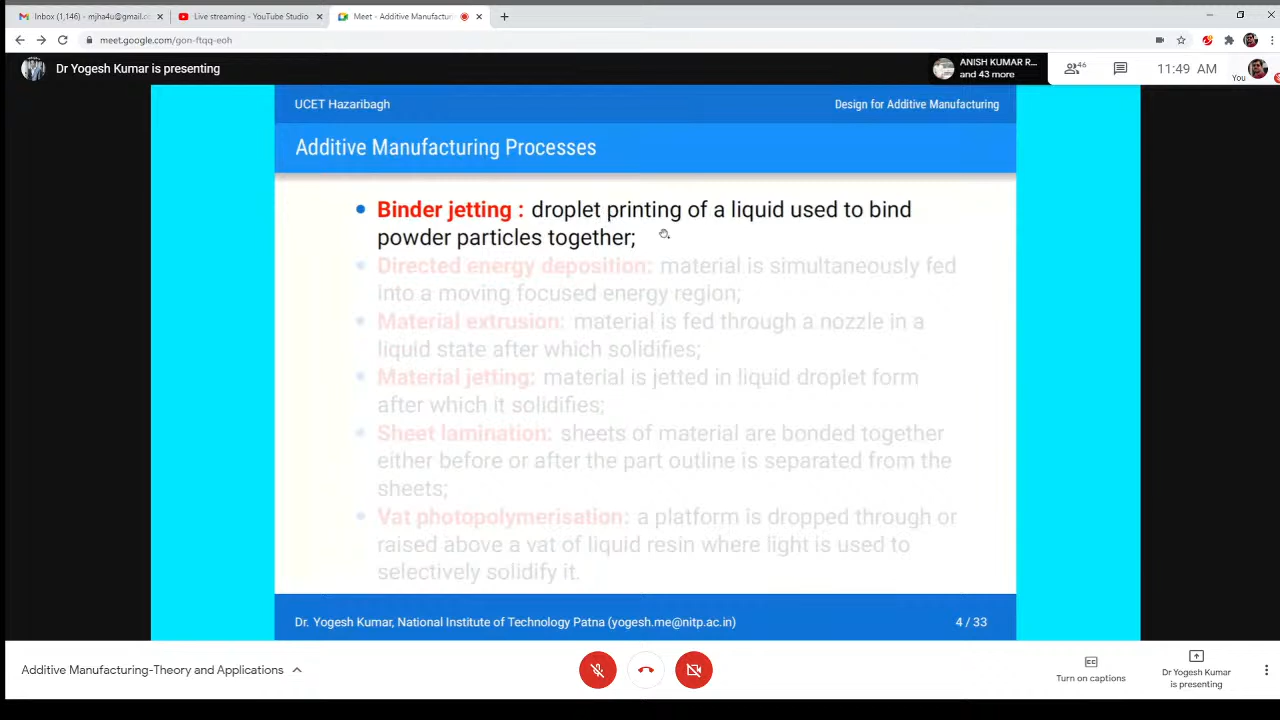 Inbox (1,146) - mjha4u@gmail.c
Live streaming - YouTube Studio
Meet - Additive Manufactur
meet.google.com/gon-ftqq-eoh
Dr Yogesh Kumar is presenting
ANISH KUMAR R...
and 43 more
46
11:49 AM
You
UCET Hazaribagh
Design for Additive Manufacturing
Additive Manufacturing Processes
Binder jetting : droplet printing of a liquid used to bind
powder particles together;
Directed energy deposition: material is simultaneously fed
into a moving focused energy region;
Material extrusion: material is fed through a nozzle in a
liquid state after which solidifies;
Material jetting: material is jetted in liquid droplet form
after which it solidifies;
Sheet lamination: sheets of material are bonded together
either before or after the part outline is separated from the
sheets;
Vat photopolymerisation: a platform is dropped through or
raised above a vat of liquid resin where light is used to
selectively solidify it.
Dr. Yogesh Kumar, National Institute of Technology Patna (yogesh.me@nitp.ac.in)
4 / 33
Additive Manufacturing-Theory and Applications
CC
Turn on captions
Dr Yogesh Kumar
is presenting